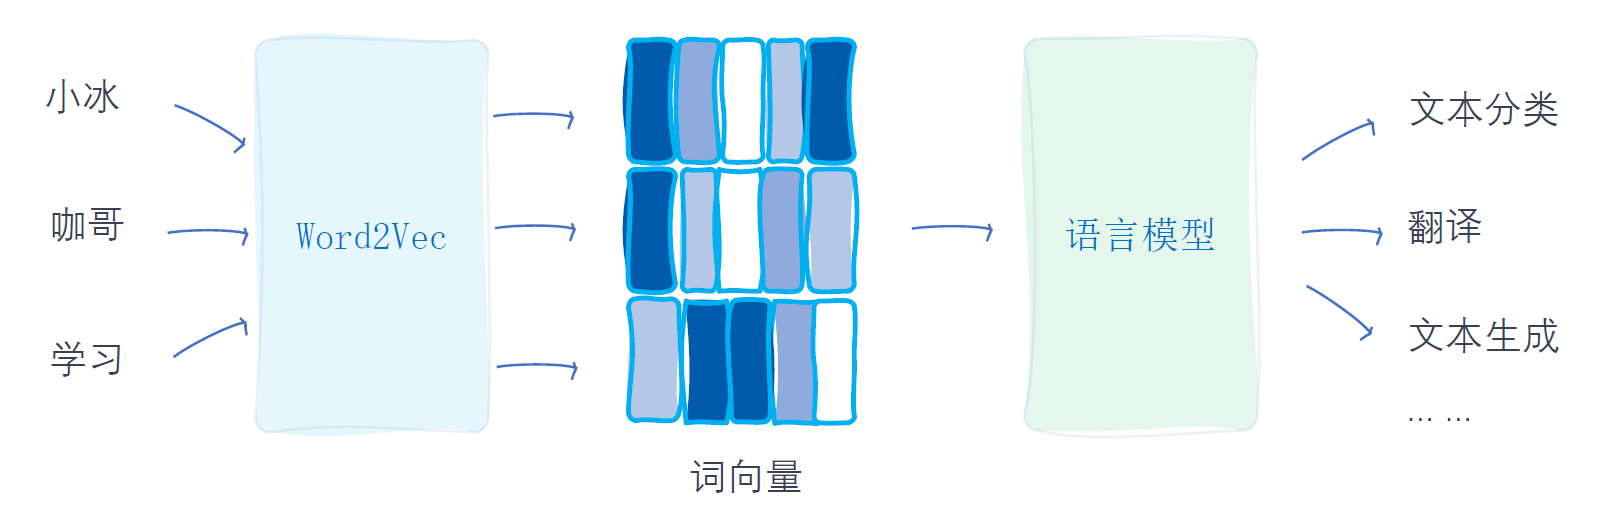 小冰
咖哥
学习
Word2Vec
词向量
语言模型
文本分类
翻译
文本生成
... ...